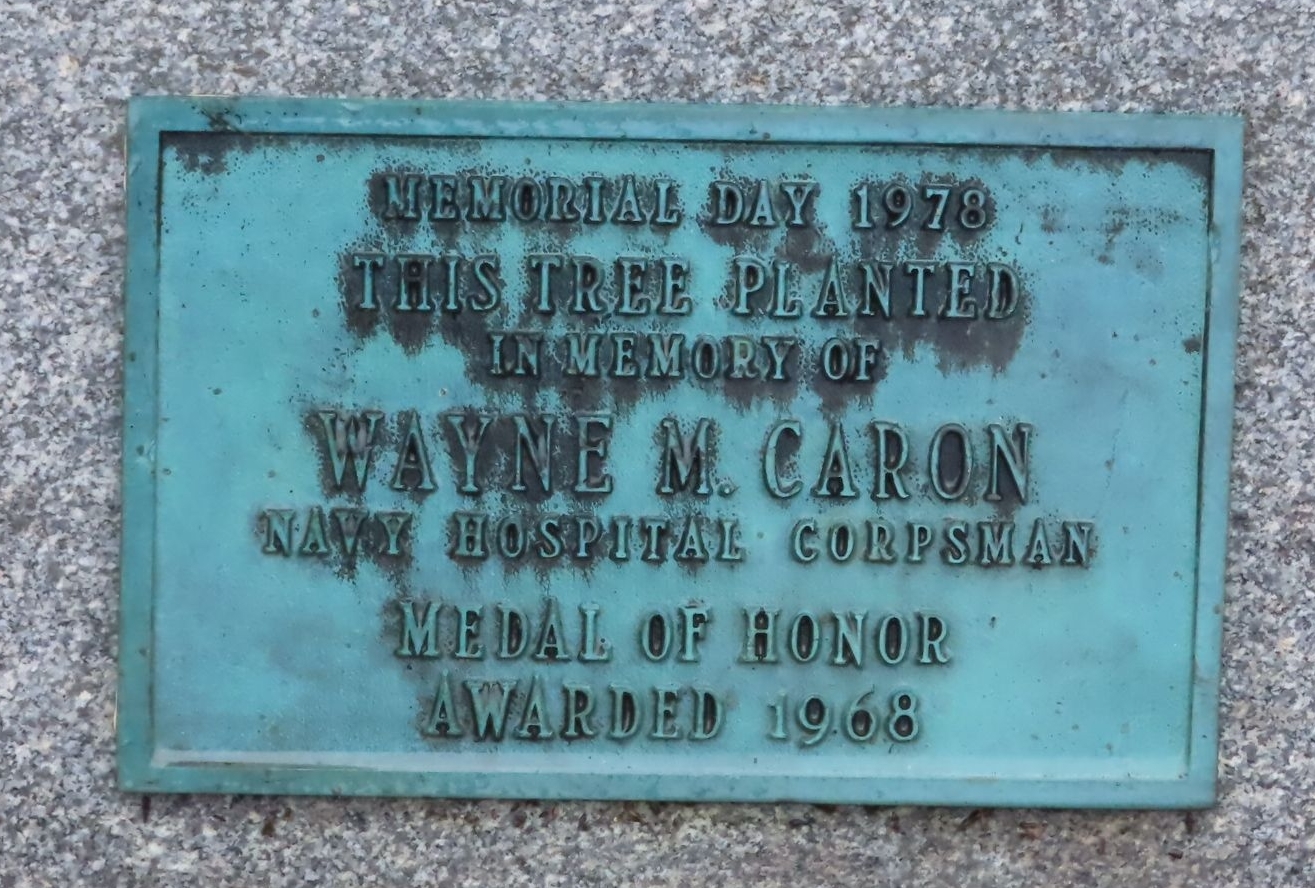 MEMORIAL DAY 1978
THIS TREE PLANTED
IN MEMORY OF
WAYNE M. CARON
NAVY HOSPITAL CORPSMAN
MEDAL OF HONOR
AWARDED 1968